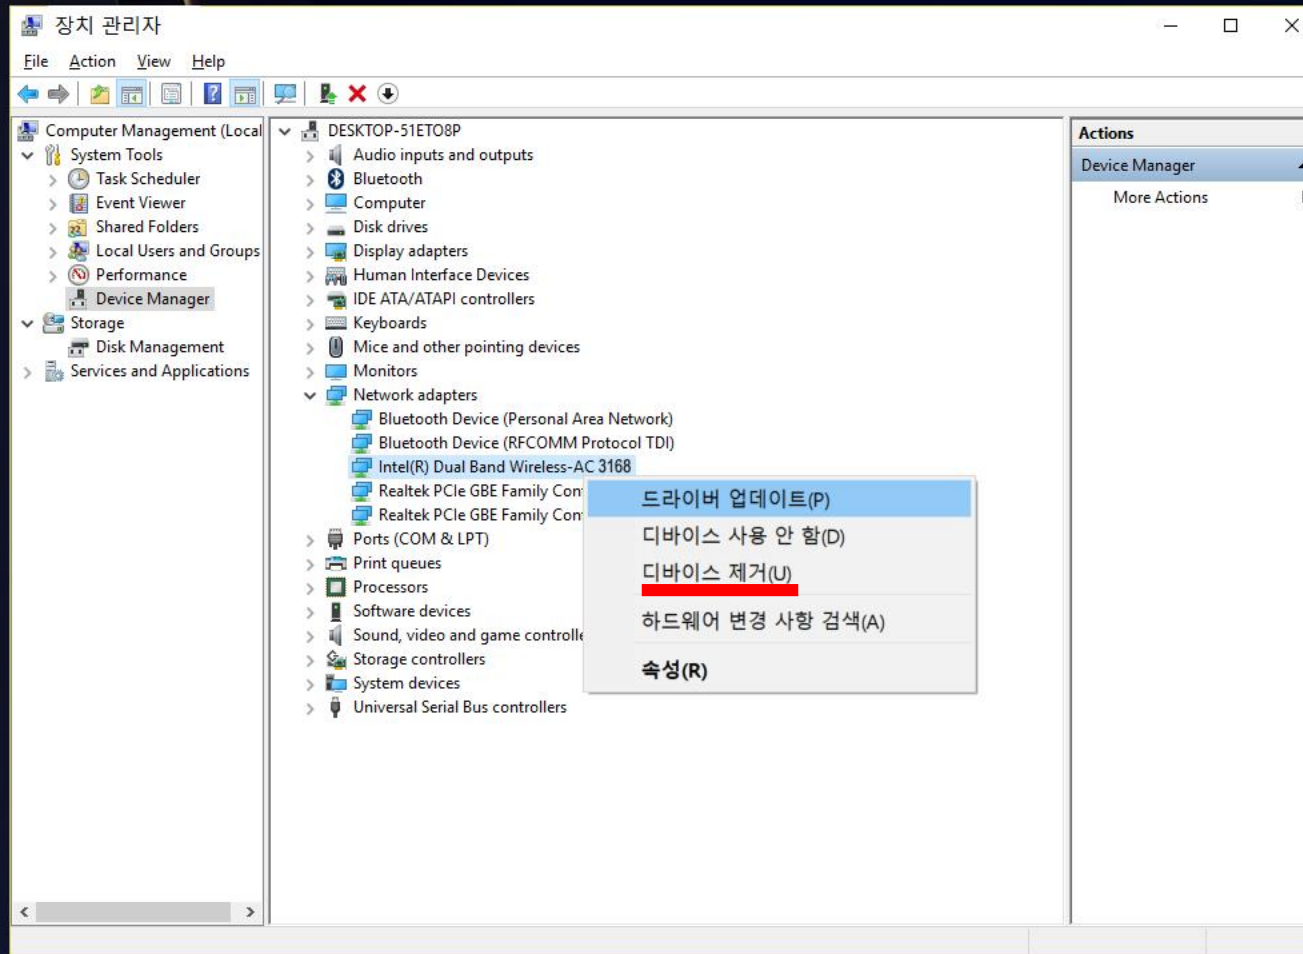 장치 관리자
File Action View Help
Computer Management (Local
System Tools
Task Scheduler
Event Viewer
Shared Folders
Local Users and Groups
Performance
Device Manager
Storage
Disk Management
Services and Applications
DESKTOP-51ETO8P
Audio inputs and outputs
Bluetooth
Computer
Disk drives
Display adapters
Human Interface Devices
IDE ATA/ATAPI controllers
Keyboards
Mice and other pointing devices
Monitors
Network adapters
Bluetooth Device (Personal Area Network)
Bluetooth Device (RFCOMM Protocol TDI)
Intel(R) Dual Band Wireless-AC 3168
Realtek PCIe GBE Family Con
Realtek PCIe GBE Family Con
Ports (COM & LPT)
Print queues
Processors
Software devices
Sound, video and game controlle
Storage controllers
System devices
Universal Serial Bus controllers
드라이버 업데이트(P)
디바이스 사용 안 함(D)
디바이스 제거(U)
하드웨어 변경 사항 검색(A)
속성(R)
Actions
Device Manager
More Actions